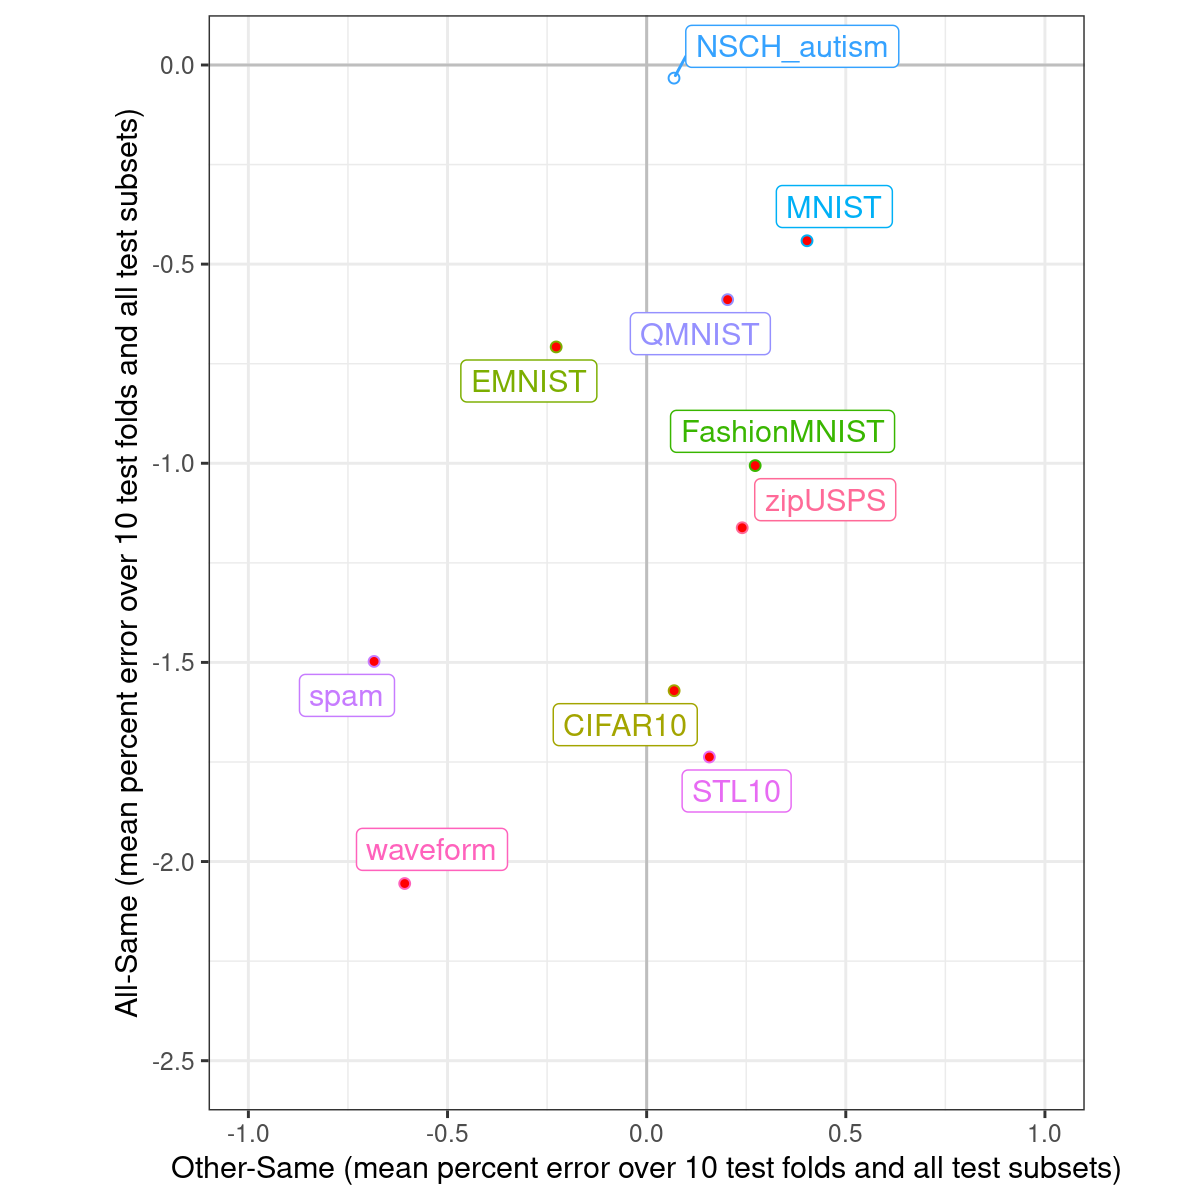 NSCH_autism
0.0
MNIST
-0.5
QMNIST
EMNIST
FashionMNIST
-1.0
zipUSPS
-1.5
spam
CIFAR10
STL10
waveform
-2.0
-2.5
All-Same (mean percent error over 10 test folds and all test subsets)
-1.0 -0.5 0.0 0.5 1.0
Other-Same (mean percent error over 10 test folds and all test subsets)